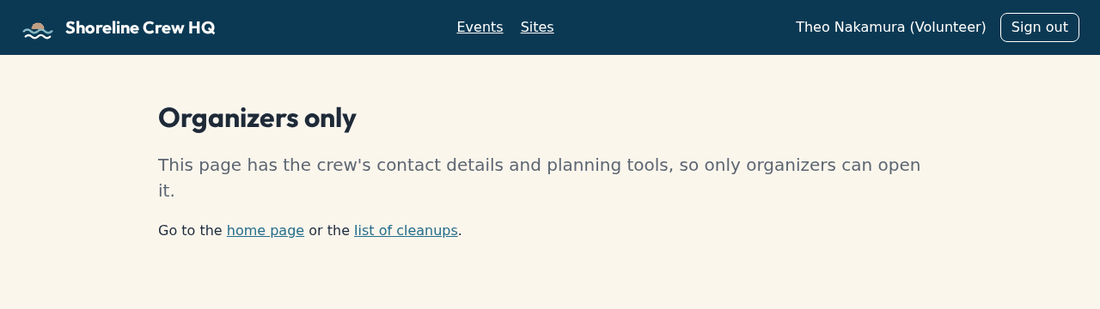 Shoreline Crew HQ
Events Sites
Theo Nakamura (Volunteer) Sign out
Organizers only
This page has the crew's contact details and planning tools, so only organizers can open
it.
Go to the home page or the list of cleanups.